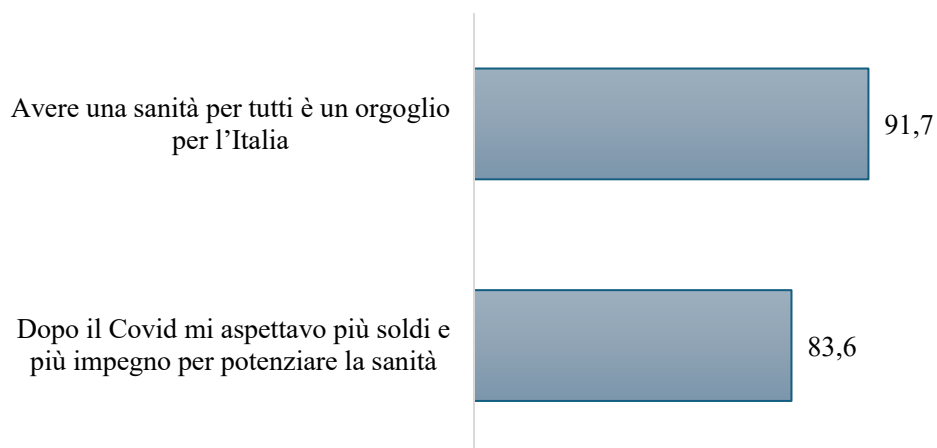 Avere una sanità per tutti è un orgoglio
per l’Italia
91,7
Dopo il Covid mi aspettavo più soldi e
più impegno per potenziare la sanità
83,6